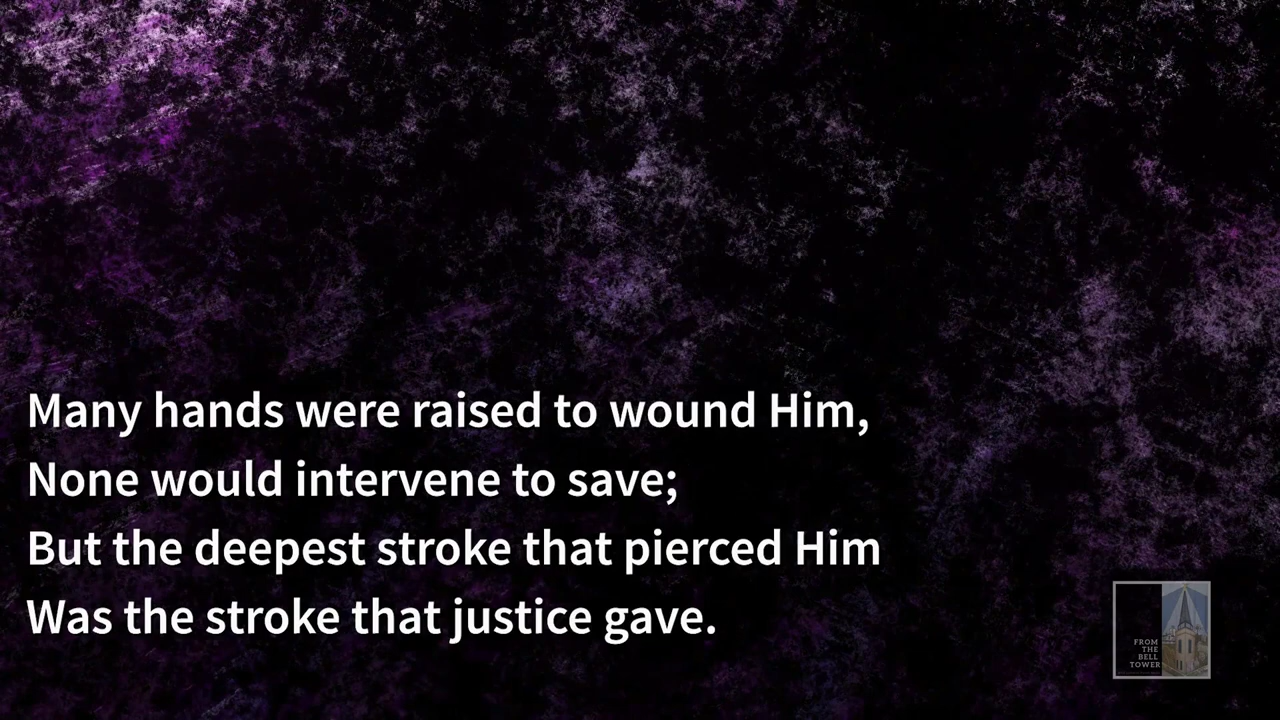 Many hands were raised to wound Him,
None would intervene to save;
But the deepest stroke that pierced Him
Was the stroke that justice gave.
FROM
THE
BELL
TOWER